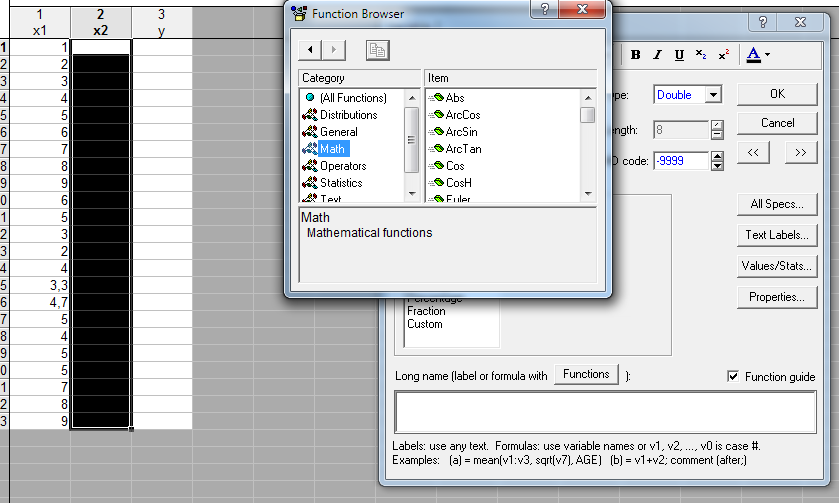 1 2 3
x1 x2 y
1 1
2 2
3 3
4 4
5 5
6 6
7 7
8 8
9 9
0 6
1 5
2 3
3 2
4 4
5 3,3
6 4,7
7 5
8 4
9 5
0 5
1 7
2 8
3 9
Function Browser
Category Item
(All Functions)
Distributions
General
Math
Operators
Statistics
Text
Abs
ArcCos
ArcSin
ArcTan
Cos
CosH
Euler
Math
Mathematical functions
B I U x2 x2 A
ype: Double OK
ength: 8 Cancel
D code: -9999 << >>
All Specs...
Text Labels...
Values/Stats...
Properties...
Percentage
Fraction
Custom
Long name (label or formula with Functions ): Function guide
Labels: use any text. Formulas: use variable names or v1, v2, ..., v0 is case #.
Examples: (a) = mean(v1:v3, sqrt(v7), AGE) (b) = v1+v2; comment (after;)